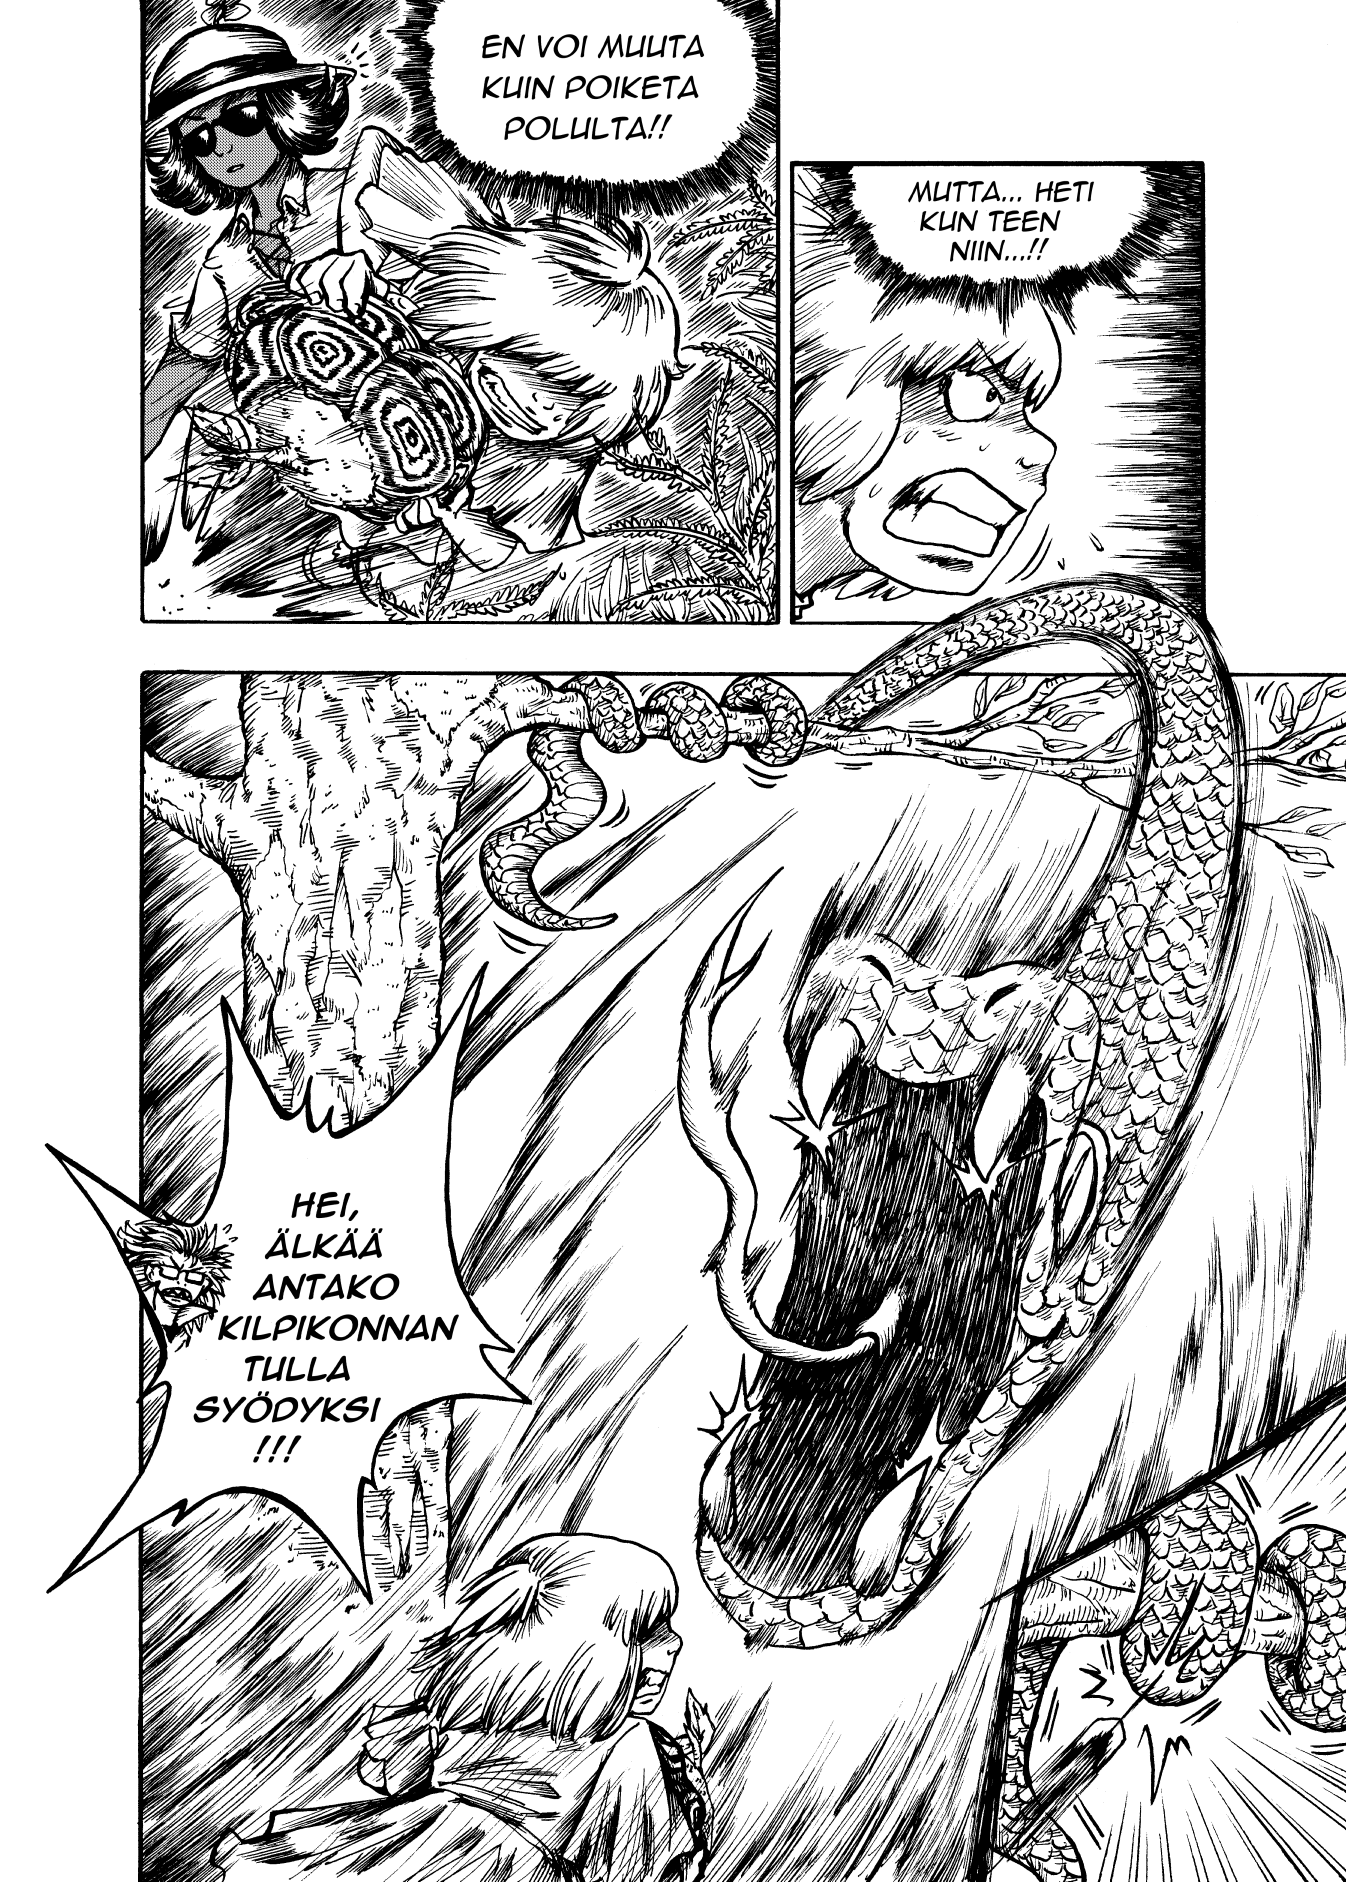 EN VOI MUUTA
KUIN POIKETA
POLULTA!!
MUTTA... HETI
KUN TEEN
NIIN...!!
HEI,
ÄLKÄÄ
ANTAKO
KILPIKONNAN
TULLA
SYÖDYKSI
!!!